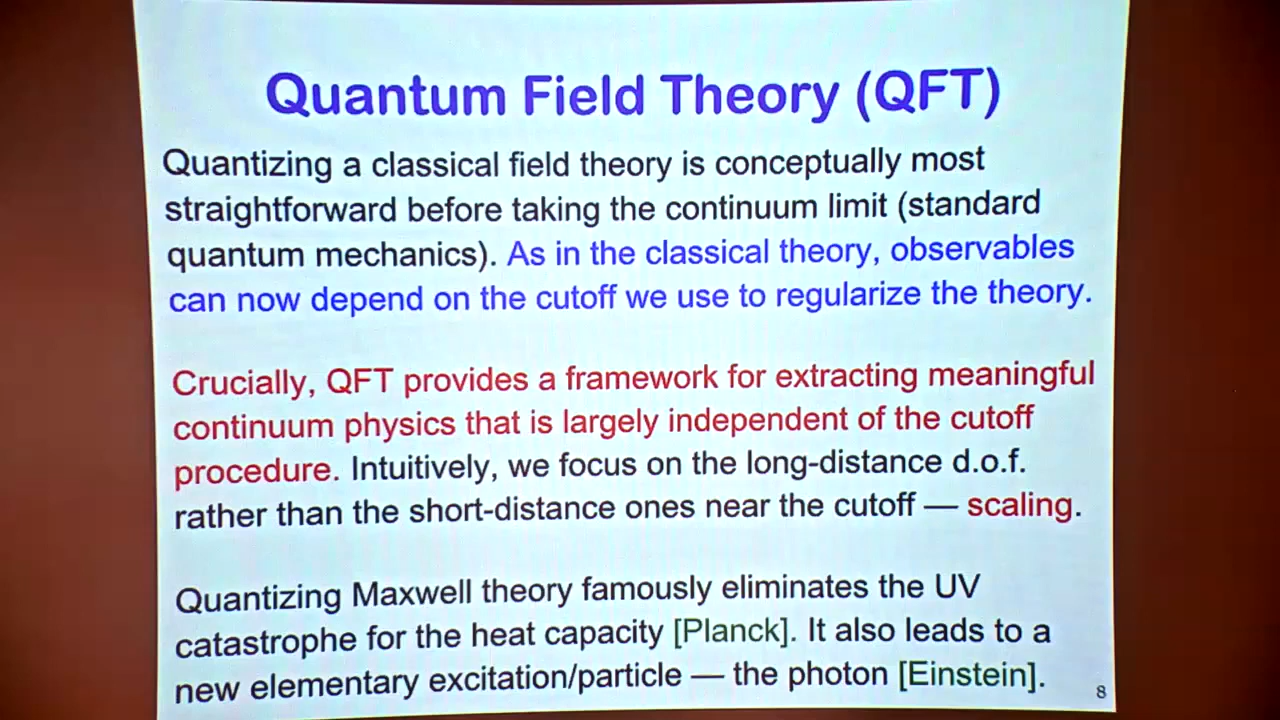 Quantum Field Theory (QFT)
Quantizing a classical field theory is conceptually most
straightforward before taking the continuum limit (standard
quantum mechanics). As in the classical theory, observables
can now depend on the cutoff we use to regularize the theory.
Crucially, QFT provides a framework for extracting meaningful
continuum physics that is largely independent of the cutoff
procedure. Intuitively, we focus on the long-distance d.o.f.
rather than the short-distance ones near the cutoff — scaling.
Quantizing Maxwell theory famously eliminates the UV
catastrophe for the heat capacity [Planck]. It also leads to a
new elementary excitation/particle — the photon [Einstein].
8